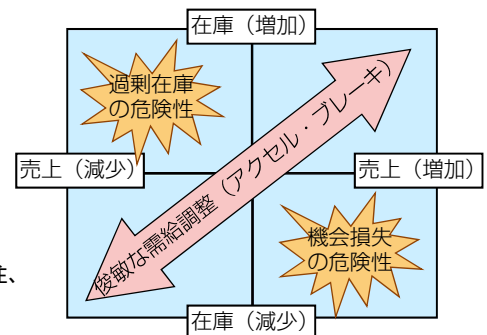 在庫（増加）
過剰在庫
の危険性
俊敏な需給調整（アクセル・ブレーキ）
売上（減少）
売上（増加）
機会損失
の危険性
、
在庫（減少）